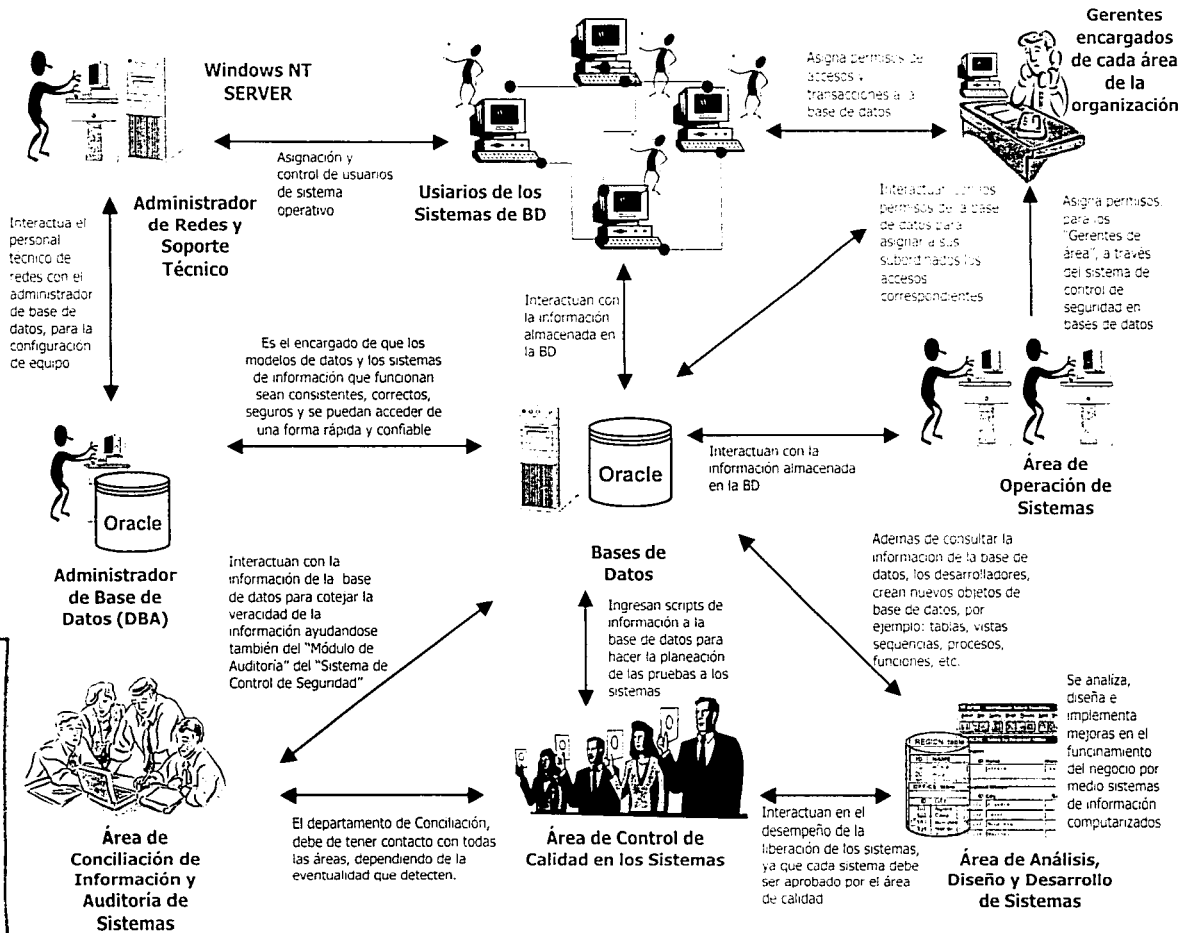 Windows NT
SERVER
Administrador
de Redes y
Soporte
Técnico
Asignación y
control de usuarios
de sistema
operativo
Usiarios de los
Sistemas de BD
Asigna permisos de
accesos y
transacciones a la
base de datos
Gerentes
encargados
de cada área
de la
organización
Interactua el
personal
tecnico de
redes con el
administrador
de base de
datos, para la
configuración
de equipo
Interactuan con
la información
almacenada en
la BD
Interactuan con los
permisos de la base
de datos para
asignar a sus
subordinados los
accesos
correspondientes
Asigna permisos,
para los
"Gerentes de
área", a través
del sistema de
control de
seguridad en
bases de datos
Es el encargado de que los
modelos de datos y los sistemas
de información que funcionan
sean consistentes, correctos,
seguros y se puedan acceder de
una forma rápida y confiable
Oracle
Administrador
de Base de
Datos (DBA)
Oracle
Bases de
Datos
Interactuan con la
información almacenada
en la BD
Área de
Operación de
Sistemas
Interactuan con la
información de la base
de datos para cotejar la
veracidad de la
información ayudandose
también del "Módulo de
Auditoría" del "Sistema de
Control de Seguridad"
Ingresan scripts de
información a la
base de datos para
hacer la planeación
de las pruebas a los
sistemas
Ademas de consultar la
información de la base de
datos, los desarrolladores,
crean nuevos objetos de
base de datos, por
ejemplo: tablas, vistas
sequencias, procesos,
funciones, etc.
Área de
Conciliación de
Información y
Auditoría de
Sistemas
El departamento de Conciliación,
debe de tener contacto con todas
las áreas, dependiendo de la
eventualidad que detecten.
Área de Control de
Calidad en los Sistemas
Interactuan en el
desempeño de la
liberación de los sistemas,
ya que cada sistema debe
ser aprobado por el área
de calidad
REGION table
ID NAME
OFFICE
Se analíza,
diseña e
implementa
mejoras en el
funcinamiento
del negocio por
medio sistemas
de información
computarizados
Área de Análisis,
Diseño y Desarrollo
de Sistemas